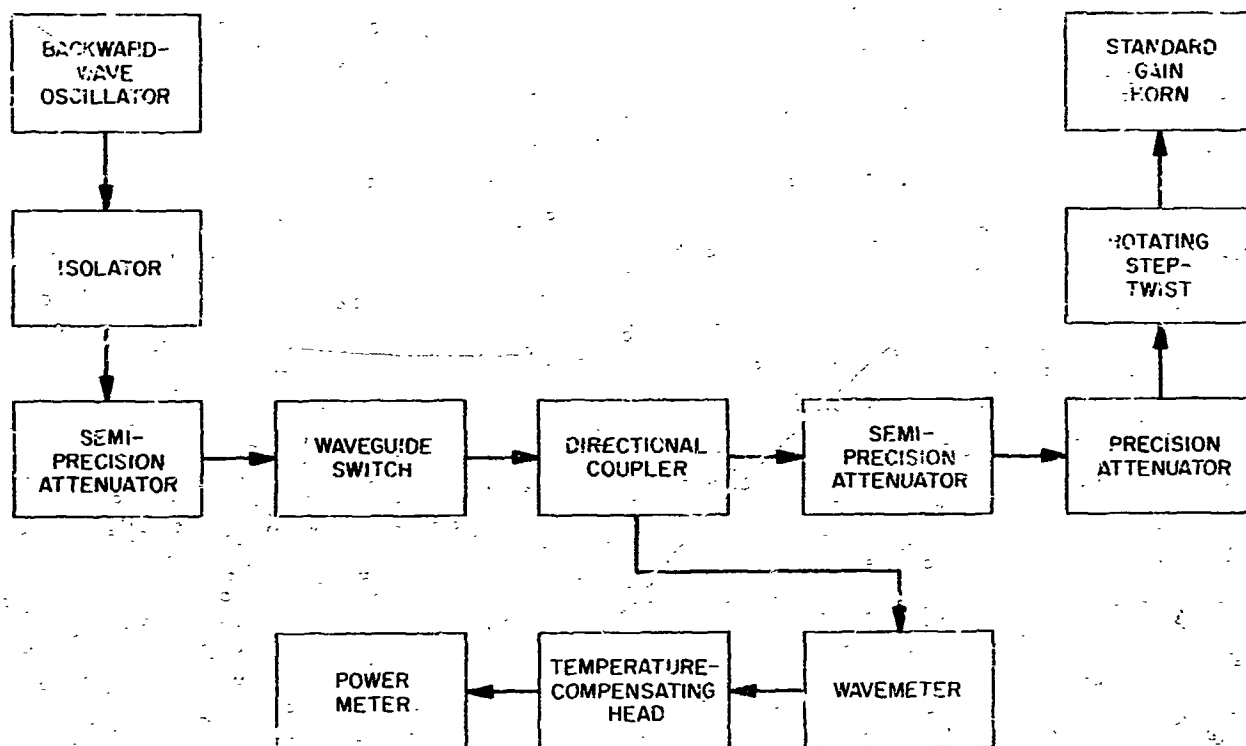 BACKWARD-
WAVE
OSCILLATOR
STANDARD
GAIN
HORN
ISOLATOR
ROTATING
STEP-
TWIST
SEMI-
PRECISION
ATTENUATOR
WAVEGUIDE
SWITCH
DIRECTIONAL
COUPLER
SEMI-
PRECISION
ATTENUATOR
PRECISION
ATTENUATOR
POWER
METER
TEMPERATURE-
COMPENSATING
HEAD
WAVEMETER